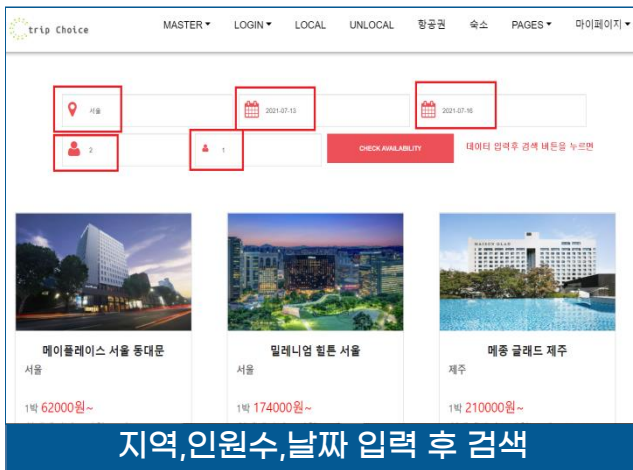 trip Choice
MASTER▼ LOGIN▼ LOCAL UNLOCAL 항공권 숙소 PAGES▼ 마이페이지▼
서울 2021-07-13 2021-07-16
2 1 CHECK AVAILABILITY 데이터 입력후 검색 버튼을 누르면
메이플레이스 서울 동대문 밀레니엄 힐튼 서울 메종 글래드 제주
서울 서울 제주
1박 62000원~ 1박 174000원~ 1박 210000원~
지역,인원수,날짜 입력 후 검색